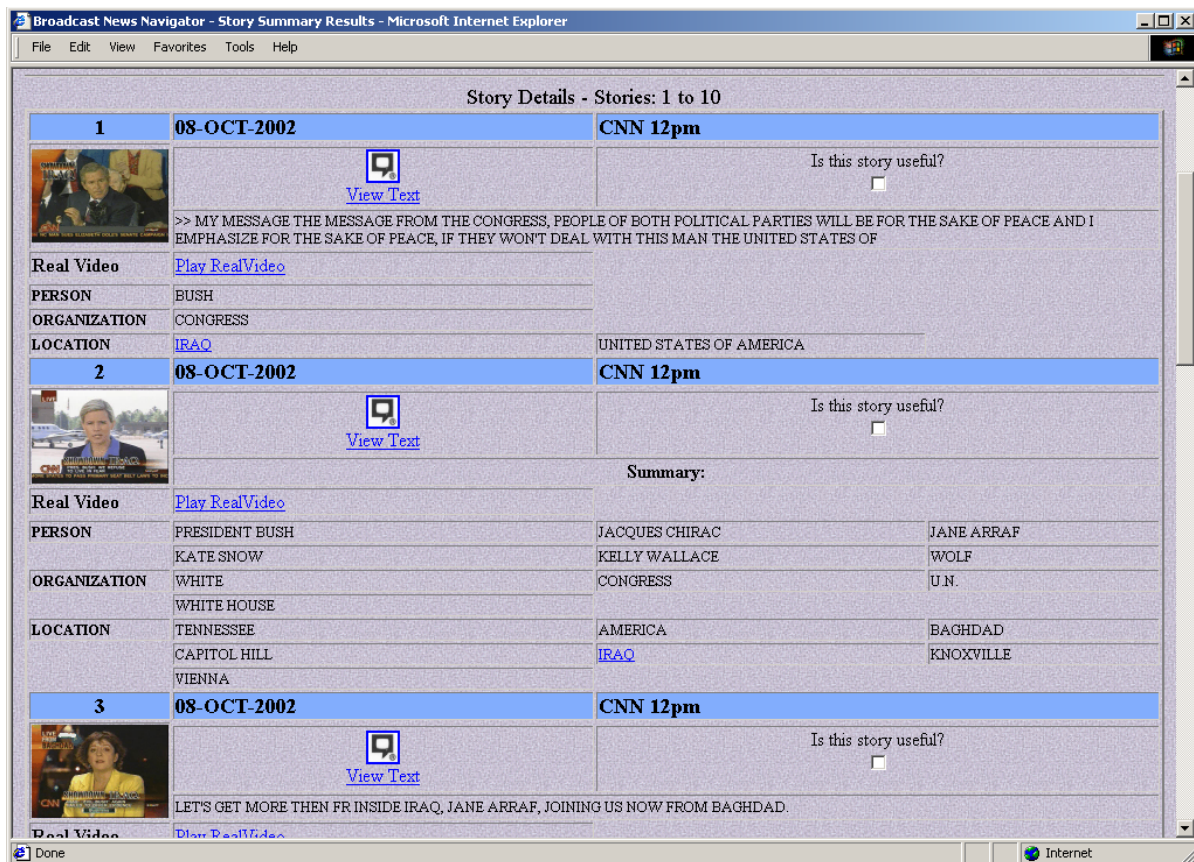 Broadcast News Navigator - Story Summary Results - Microsoft Internet Explorer
File Edit View Favorites Tools Help
Story Details - Stories: 1 to 10
1 08-OCT-2002 CNN 12pm
View Text
Is this story useful?
>> MY MESSAGE THE MESSAGE FROM THE CONGRESS, PEOPLE OF BOTH POLITICAL PARTIES WILL BE FOR THE SAKE OF PEACE AND I
EMPHASIZE FOR THE SAKE OF PEACE, IF THEY WON'T DEAL WITH THIS MAN THE UNITED STATES OF
Real Video Play RealVideo
PERSON BUSH
ORGANIZATION CONGRESS
LOCATION IRAQ UNITED STATES OF AMERICA
2 08-OCT-2002 CNN 12pm
LIVE
CNN
View Text
Is this story useful?
Summary:
Real Video Play RealVideo
PERSON PRESIDENT BUSH JACQUES CHIRAC JANE ARRAF
KATE SNOW KELLY WALLACE WOLF
ORGANIZATION WHITE CONGRESS U.N.
WHITE HOUSE
LOCATION TENNESSEE AMERICA BAGHDAD
CAPITOL HILL IRAQ KNOXVILLE
VIENNA
3 08-OCT-2002 CNN 12pm
LIVE
CNN
View Text
Is this story useful?
LET'S GET MORE THEN FR INSIDE IRAQ, JANE ARRAF, JOINING US NOW FROM BAGHDAD.
Real Video Play RealVideo
Done Internet